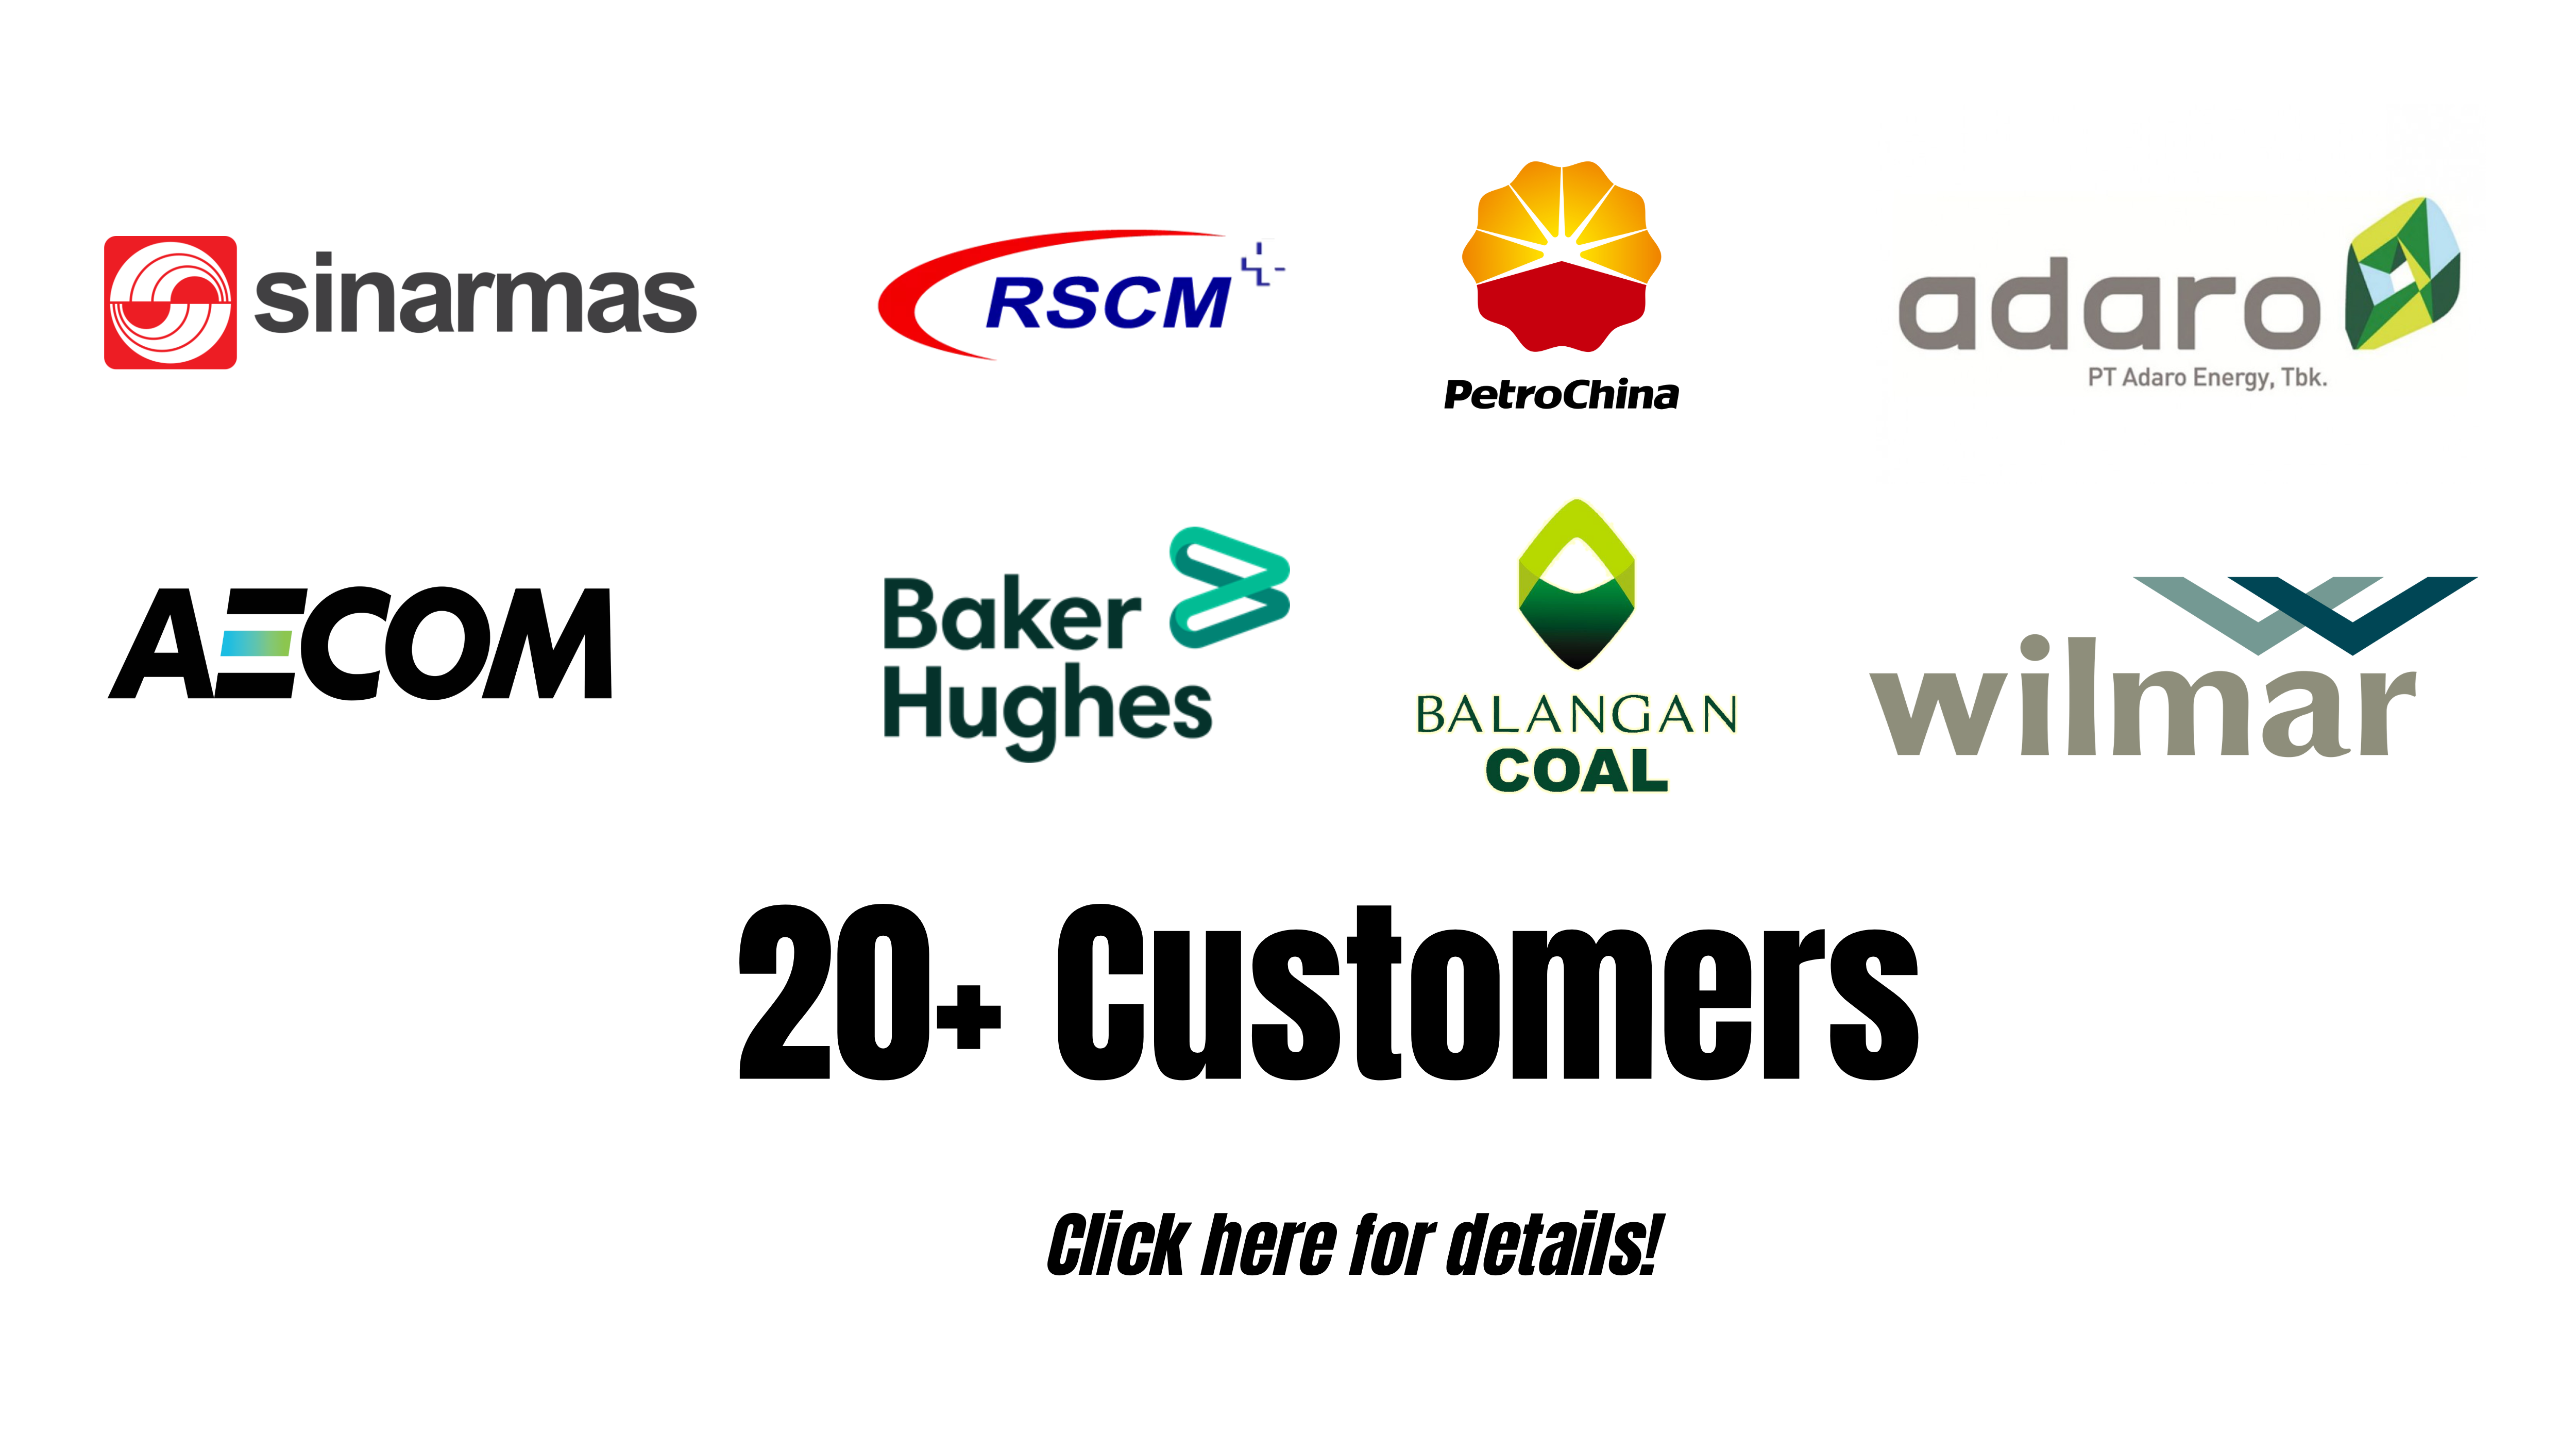 sinarmas
RSCM
PetroChina
adaro
PT Adaro Energy, Tbk.
AECOM
Baker
Hughes
BALANGAN
COAL
wilmar
20+ Customers
Click here for details!